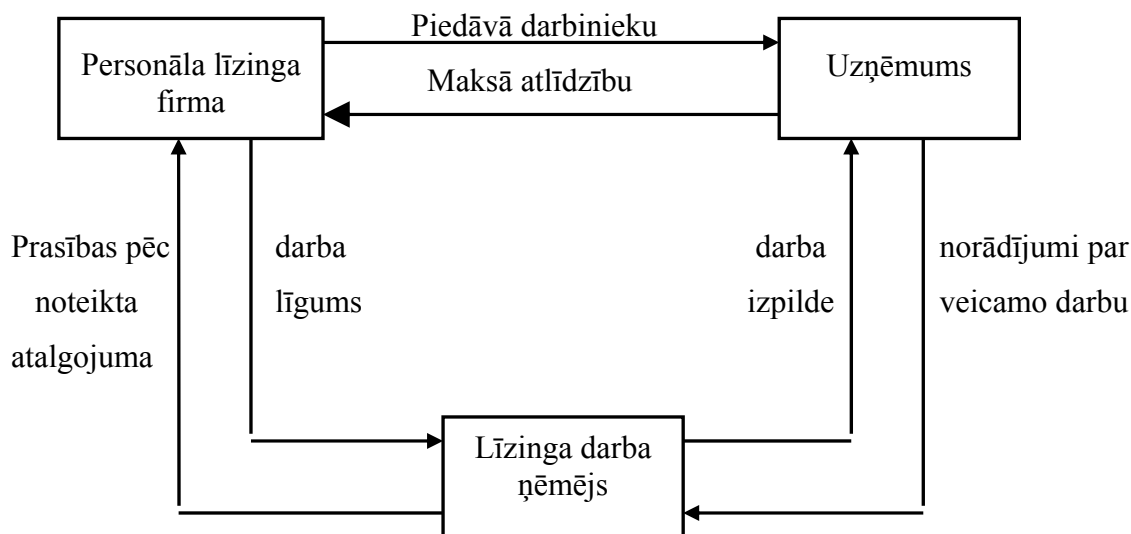 Piedāvā darbinieku
Personāla līzinga
firma
Uzņēmums
Maksā atlīdzību
Prasības pēc
noteikta
atalgojuma
darba
līgums
darba
izpilde
norādījumi par
veicamo darbu
Līzinga darba
ņēmējs